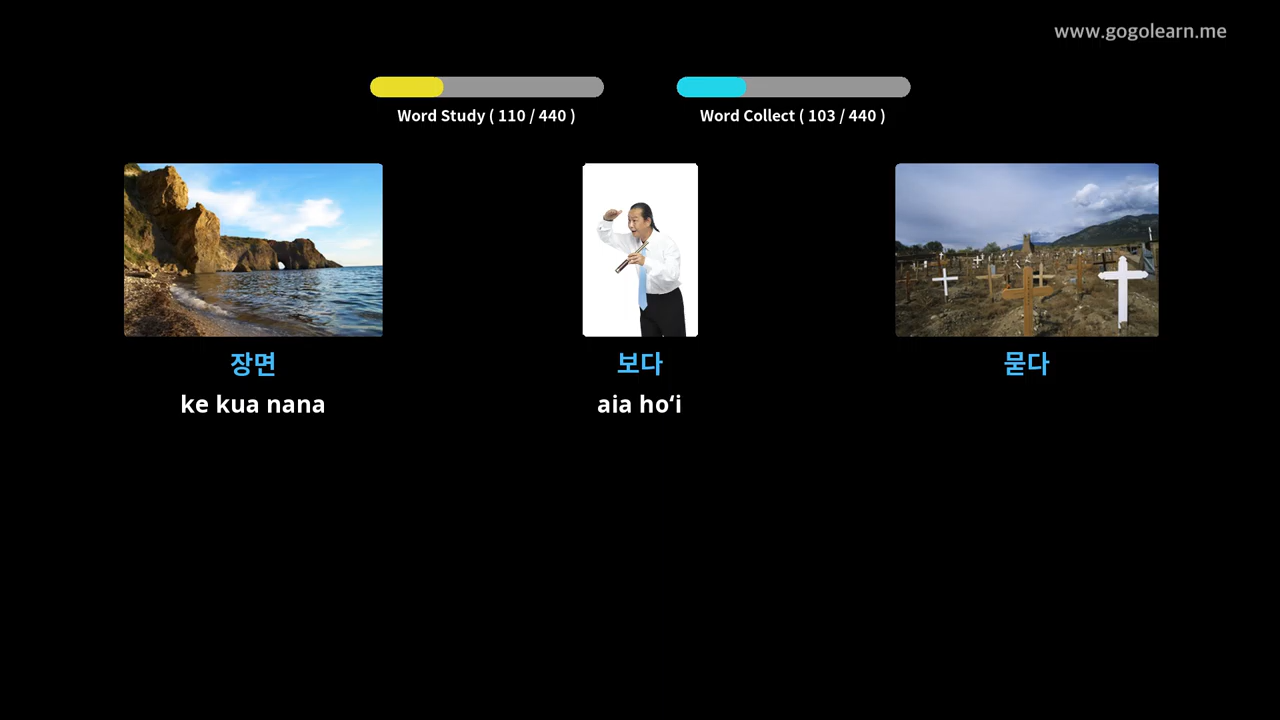 www.gogolearn.me
Word Study ( 110 / 440 )
Word Collect ( 103 / 440 )
장면
보다
묻다
ke kua nana
aia hoʻi